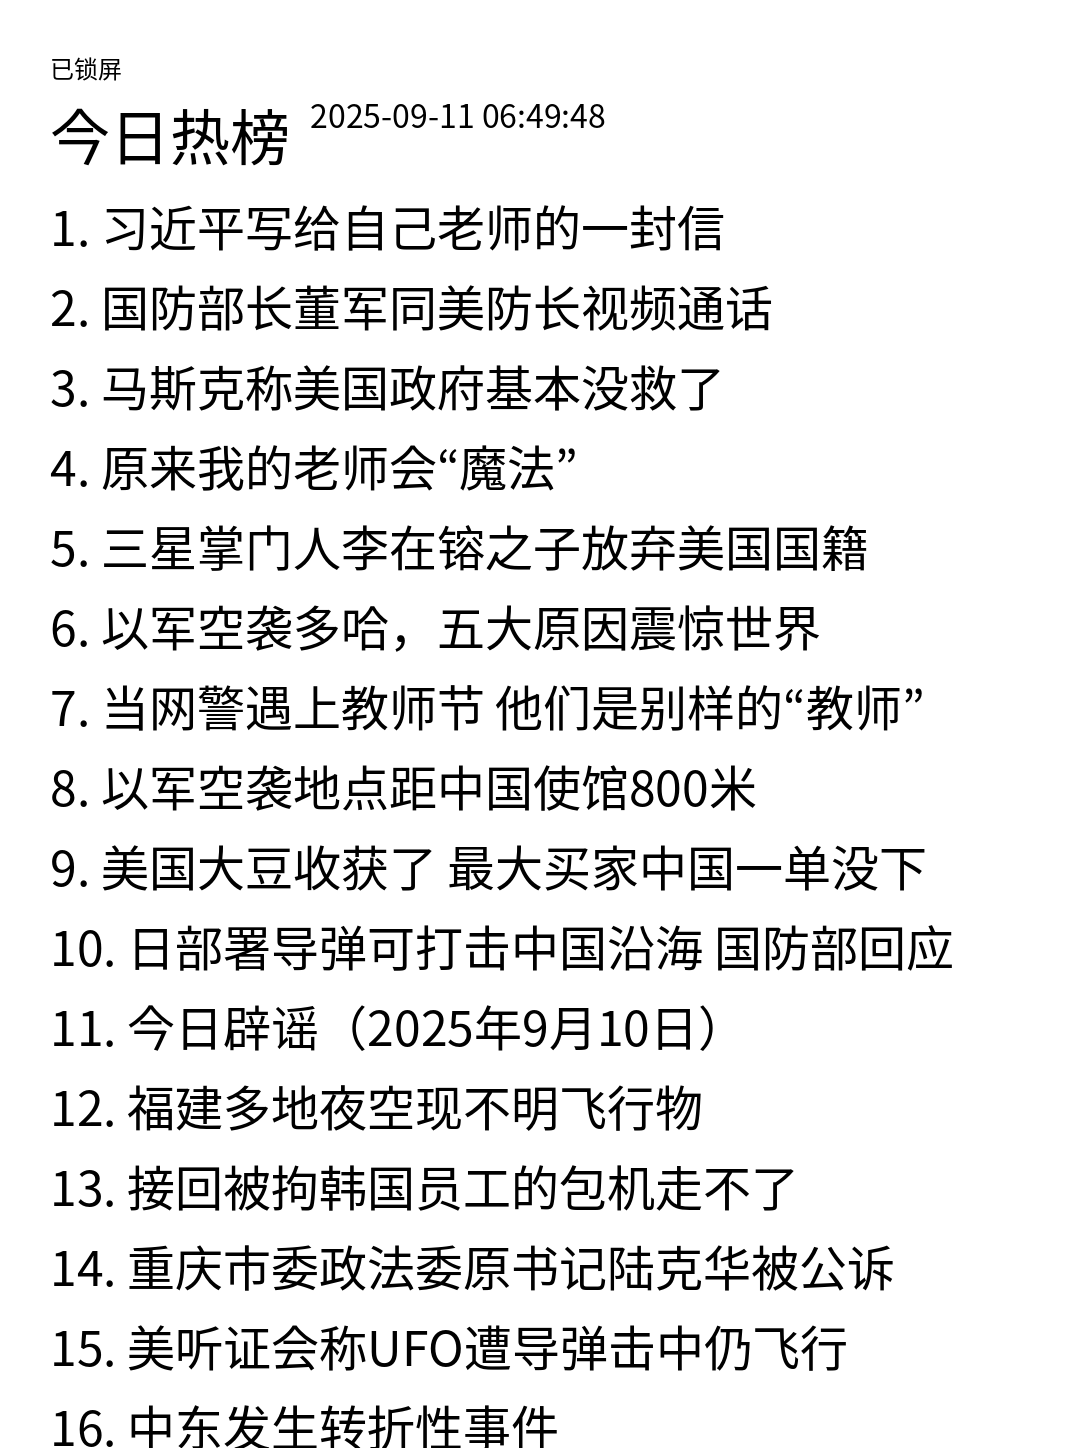 已锁屏
今日热榜 2025-09-11 06:49:48
1. 习近平写给自己老师的一封信
2. 国防部长董军同美防长视频通话
3. 马斯克称美国政府基本没救了
4. 原来我的老师会“魔法”
5. 三星掌门人李在镕之子放弃美国国籍
6. 以军空袭多哈，五大原因震惊世界
7. 当网警遇上教师节 他们是别样的“教师”
8. 以军空袭地点距中国使馆800米
9. 美国大豆收获了 最大买家中国一单没下
10. 日部署导弹可打击中国沿海 国防部回应
11. 今日辟谣（2025年9月10日）
12. 福建多地夜空现不明飞行物
13. 接回被拘韩国员工的包机走不了
14. 重庆市委政法委原书记陆克华被公诉
15. 美听证会称UFO遭导弹击中仍飞行
16. 中东发生转折性事件